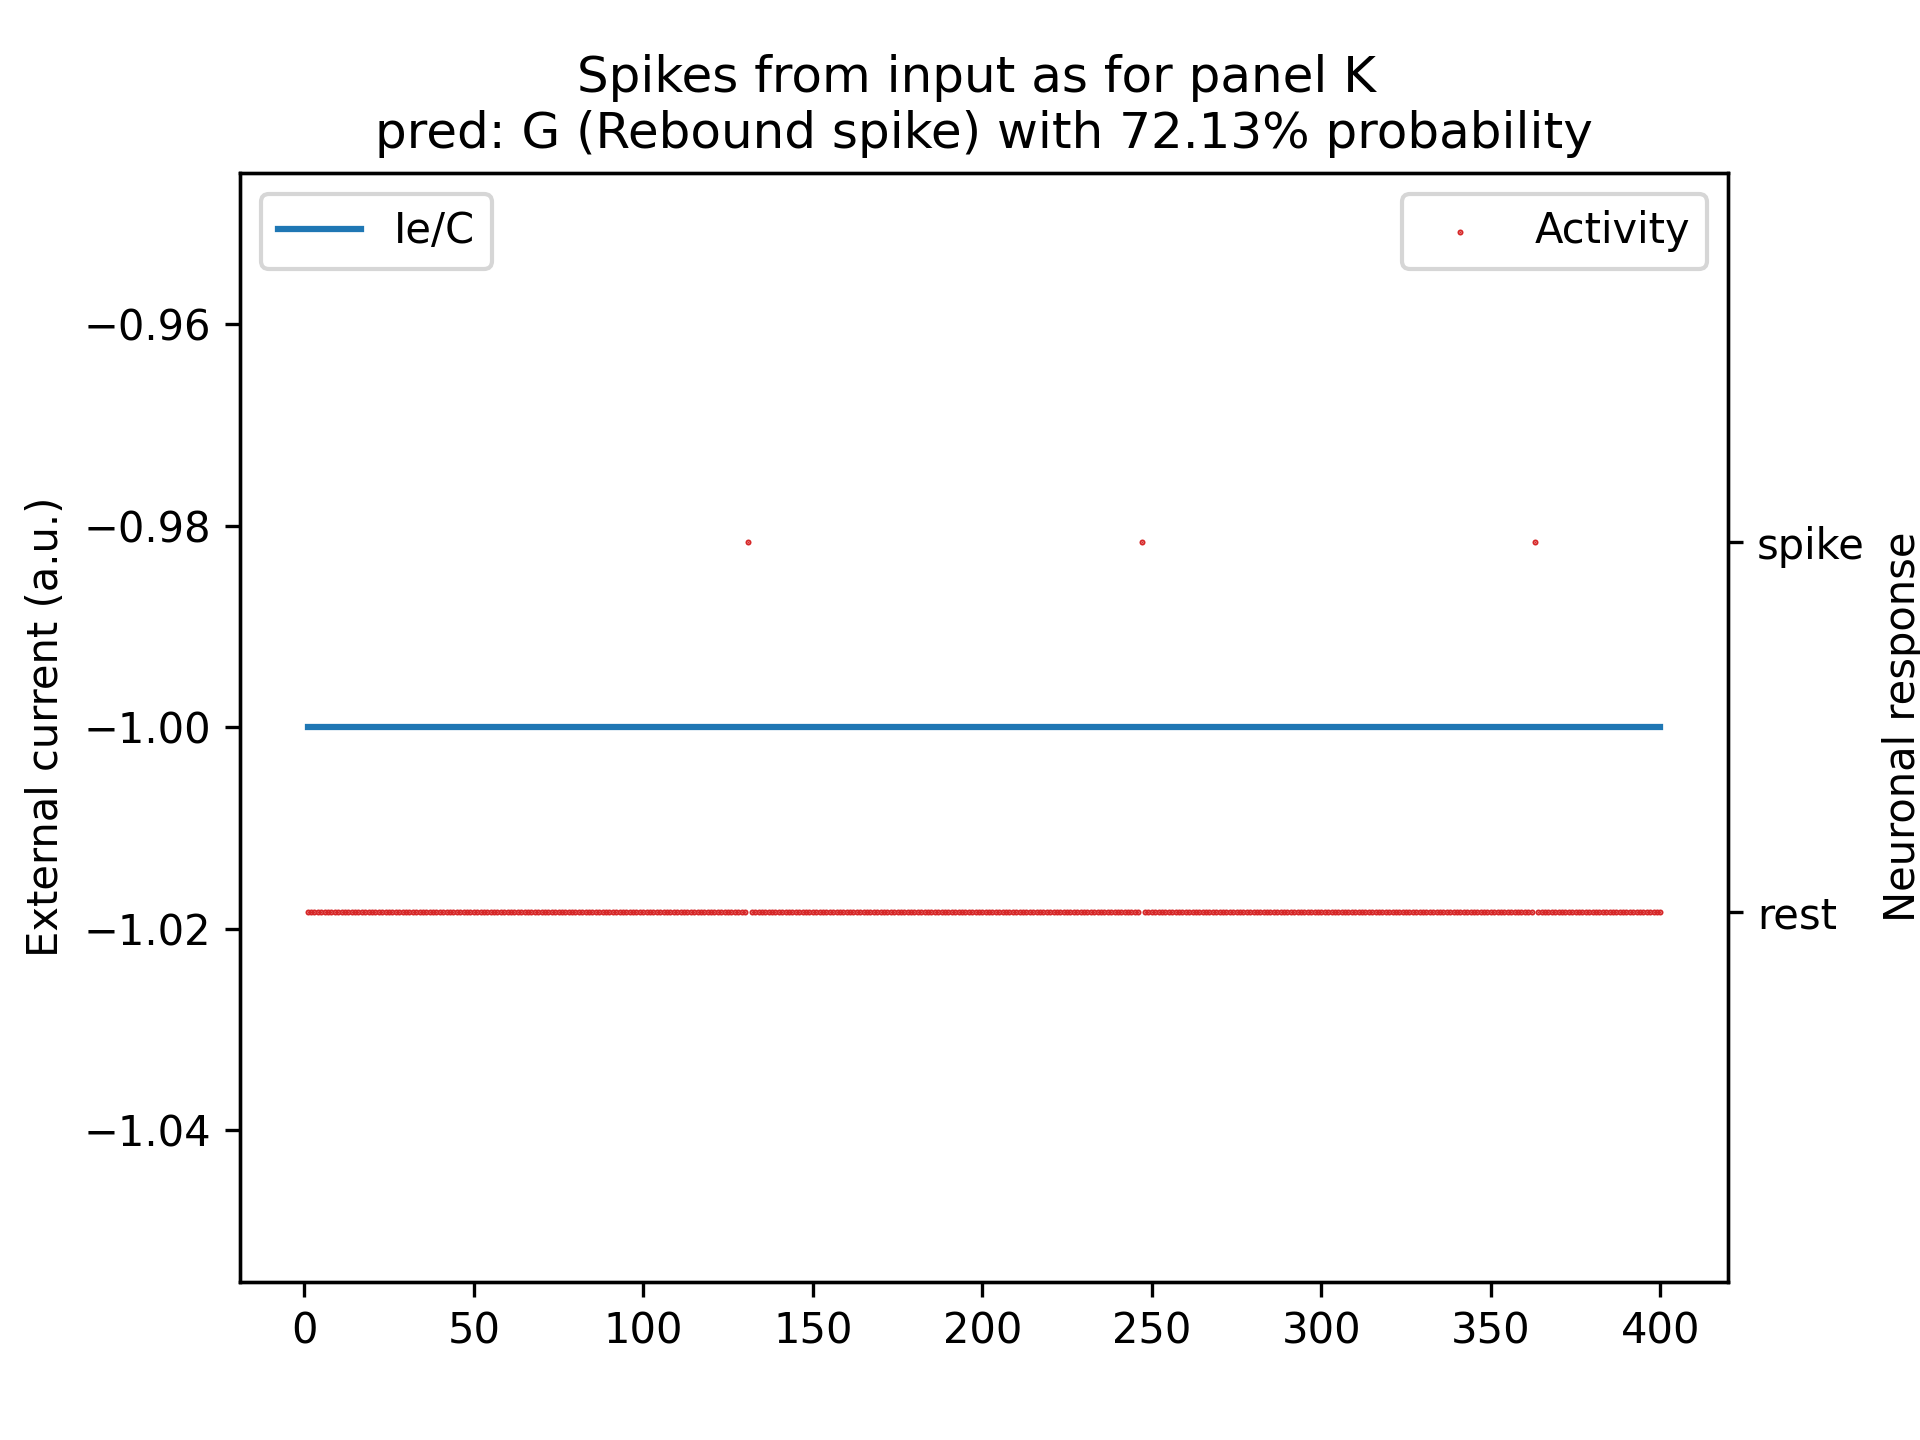 Spikes from input as for panel K
pred: G (Rebound spike) with 72.13% probability
Ie/C
Activity
−0.96
−0.98
−1.00
−1.02
−1.04
External current (a.u.)
spike
rest
Neuronal response
0 50 100 150 200 250 300 350 400